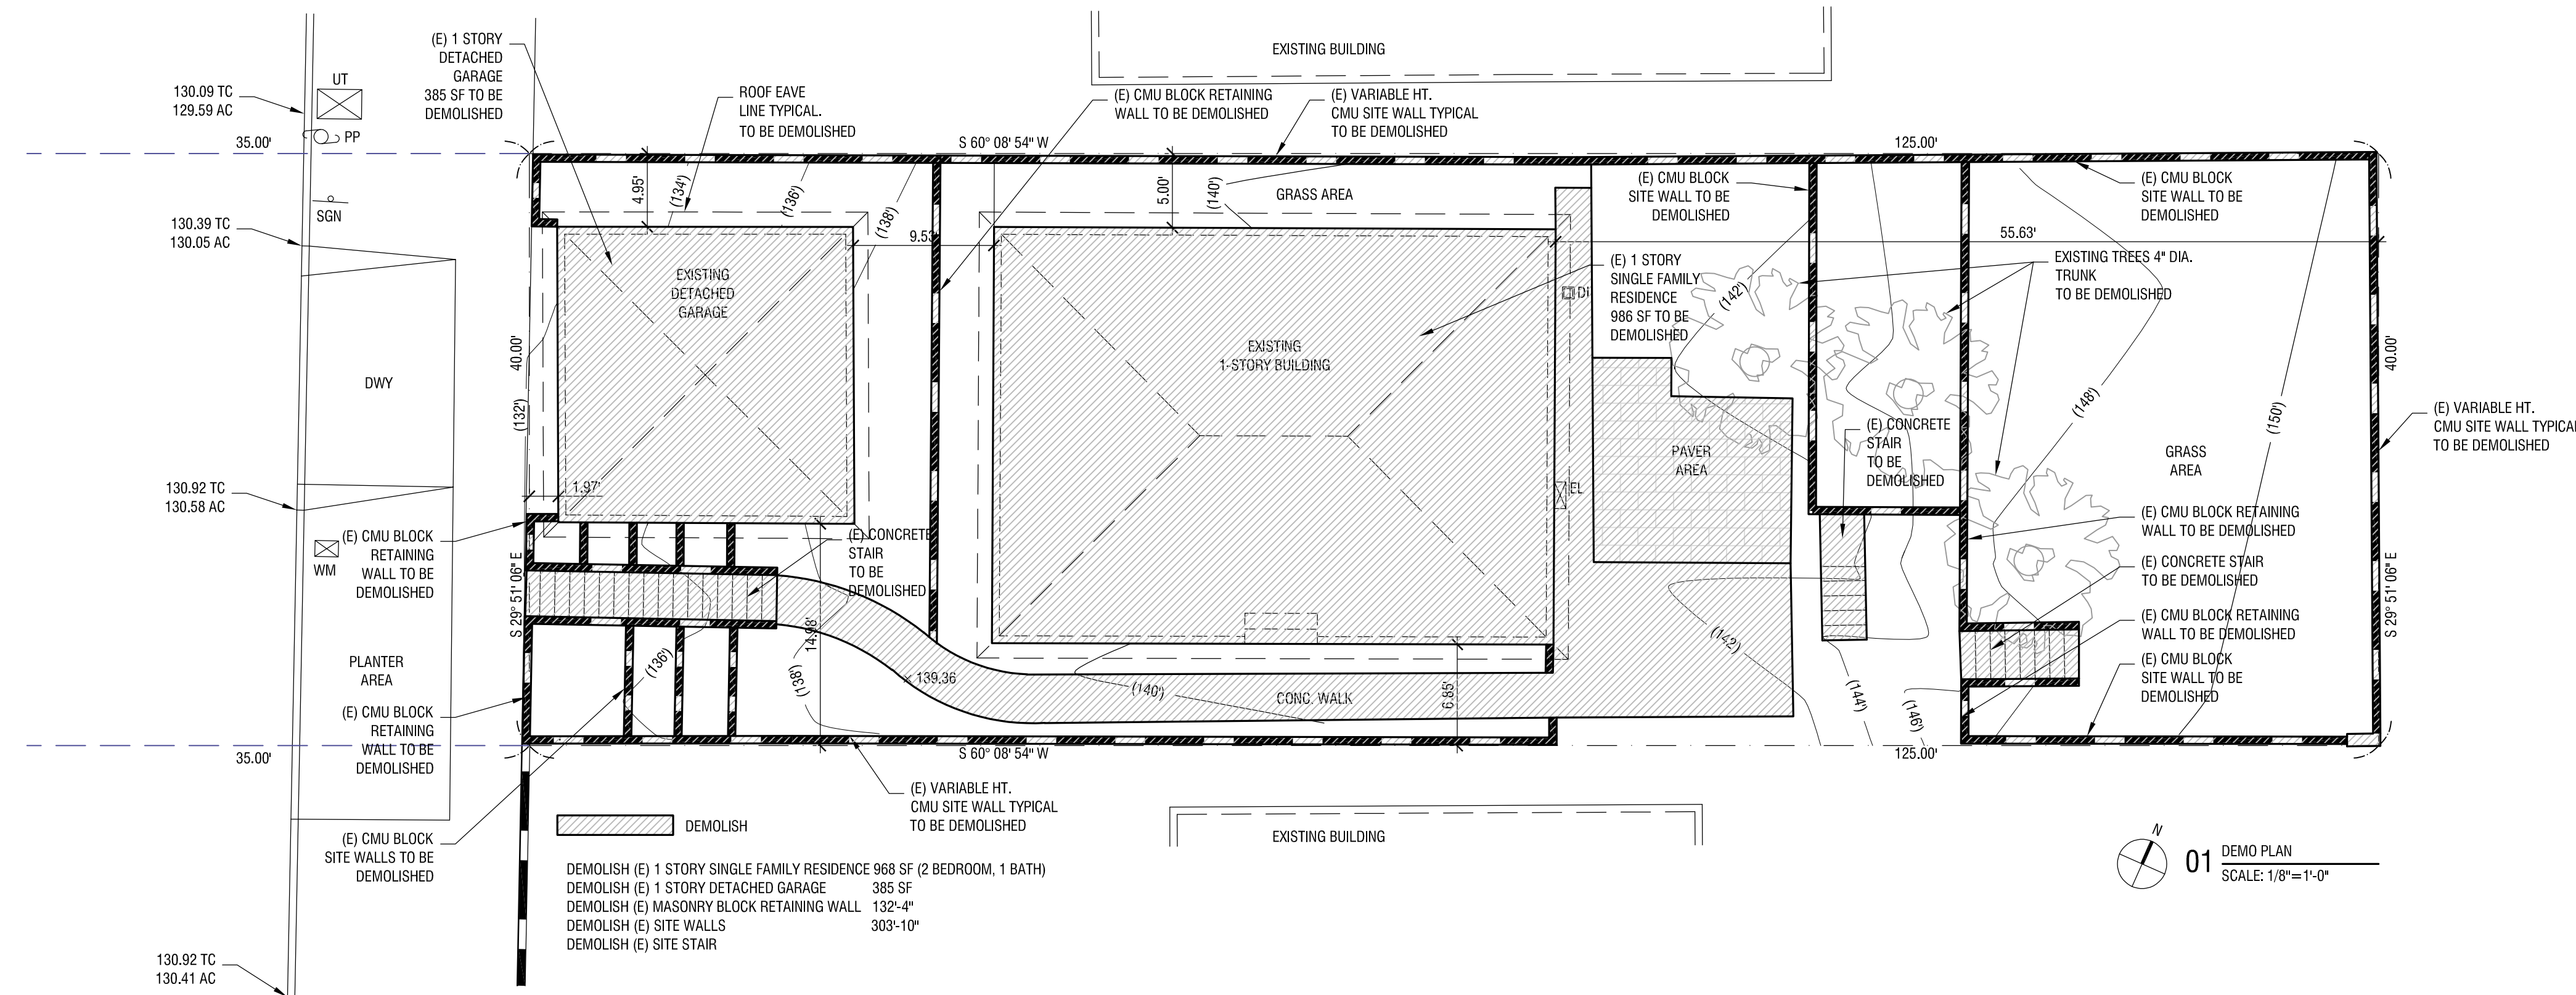 (E) 1 STORY
DETACHED
GARAGE
385 SF TO BE
DEMOLISHED
EXISTING BUILDING
UT
130.09 TC
129.59 AC
PP
ROOF EAVE
LINE TYPICAL.
TO BE DEMOLISHED
(E) CMU BLOCK RETAINING
WALL TO BE DEMOLISHED
(E) VARIABLE HT.
CMU SITE WALL TYPICAL
TO BE DEMOLISHED
35.00'
S 60° 08' 54" W
125.00'
4.95'
(134')
(136')
(138')
5.00'
(140')
GRASS AREA
(E) CMU BLOCK
SITE WALL TO BE
DEMOLISHED
(E) CMU BLOCK
SITE WALL TO BE
DEMOLISHED
SGN
130.39 TC
130.05 AC
9.53'
55.63'
EXISTING
DETACHED
GARAGE
(E) 1 STORY
SINGLE FAMILY
RESIDENCE
986 SF TO BE
DEMOLISHED
EXISTING TREES 4" DIA.
TRUNK
TO BE DEMOLISHED
DI
(142')
40.00'
EXISTING
1-STORY BUILDING
40.00'
DWY
(132')
(148')
(150')
(E) VARIABLE HT.
CMU SITE WALL TYPICAL
TO BE DEMOLISHED
(E) CONCRETE
STAIR
TO BE
DEMOLISHED
PAVER
AREA
GRASS
AREA
130.92 TC
130.58 AC
1.97'
EL
(E) CMU BLOCK
RETAINING
WALL TO BE
DEMOLISHED
WM
(E) CONCRETE
STAIR
TO BE
DEMOLISHED
(E) CMU BLOCK RETAINING
WALL TO BE DEMOLISHED
(E) CONCRETE STAIR
TO BE DEMOLISHED
S 29° 51' 06" E
S 29° 51' 06" E
14.98'
(E) CMU BLOCK RETAINING
WALL TO BE DEMOLISHED
(142')
PLANTER
AREA
(136')
(138')
139.36
(140')
CONC. WALK
6.85'
(144')
(146')
(E) CMU BLOCK
SITE WALL TO BE
DEMOLISHED
(E) CMU BLOCK
RETAINING
WALL TO BE
DEMOLISHED
35.00'
S 60° 08' 54" W
125.00'
(E) VARIABLE HT.
CMU SITE WALL TYPICAL
TO BE DEMOLISHED
DEMOLISH
EXISTING BUILDING
(E) CMU BLOCK
SITE WALLS TO BE
DEMOLISHED
N
01
DEMO PLAN
SCALE: 1/8"=1'-0"
DEMOLISH (E) 1 STORY SINGLE FAMILY RESIDENCE 968 SF (2 BEDROOM, 1 BATH)
DEMOLISH (E) 1 STORY DETACHED GARAGE 385 SF
DEMOLISH (E) MASONRY BLOCK RETAINING WALL 132'-4"
DEMOLISH (E) SITE WALLS 303'-10"
DEMOLISH (E) SITE STAIR
130.92 TC
130.41 AC